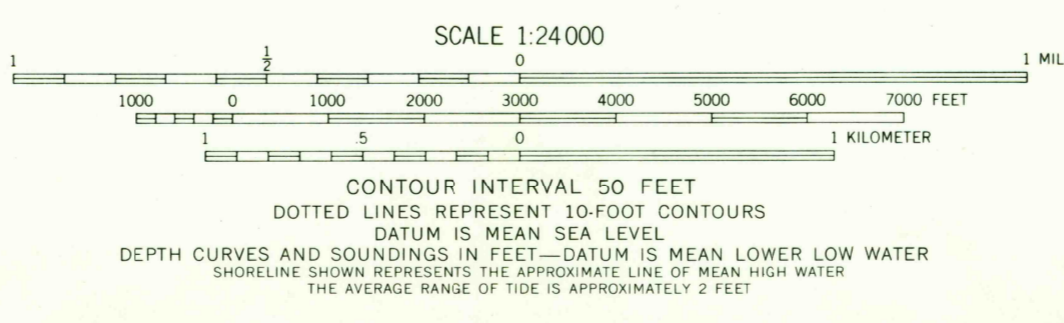 SCALE 1:24 000
1 1/2 0 1 MIL
1000 0 1000 2000 3000 4000 5000 6000 7000 FEET
1 .5 0 1 KILOMETER
CONTOUR INTERVAL 50 FEET
DOTTED LINES REPRESENT 10-FOOT CONTOURS
DATUM IS MEAN SEA LEVEL
DEPTH CURVES AND SOUNDINGS IN FEET—DATUM IS MEAN LOWER LOW WATER
SHORELINE SHOWN REPRESENTS THE APPROXIMATE LINE OF MEAN HIGH WATER
THE AVERAGE RANGE OF TIDE IS APPROXIMATELY 2 FEET